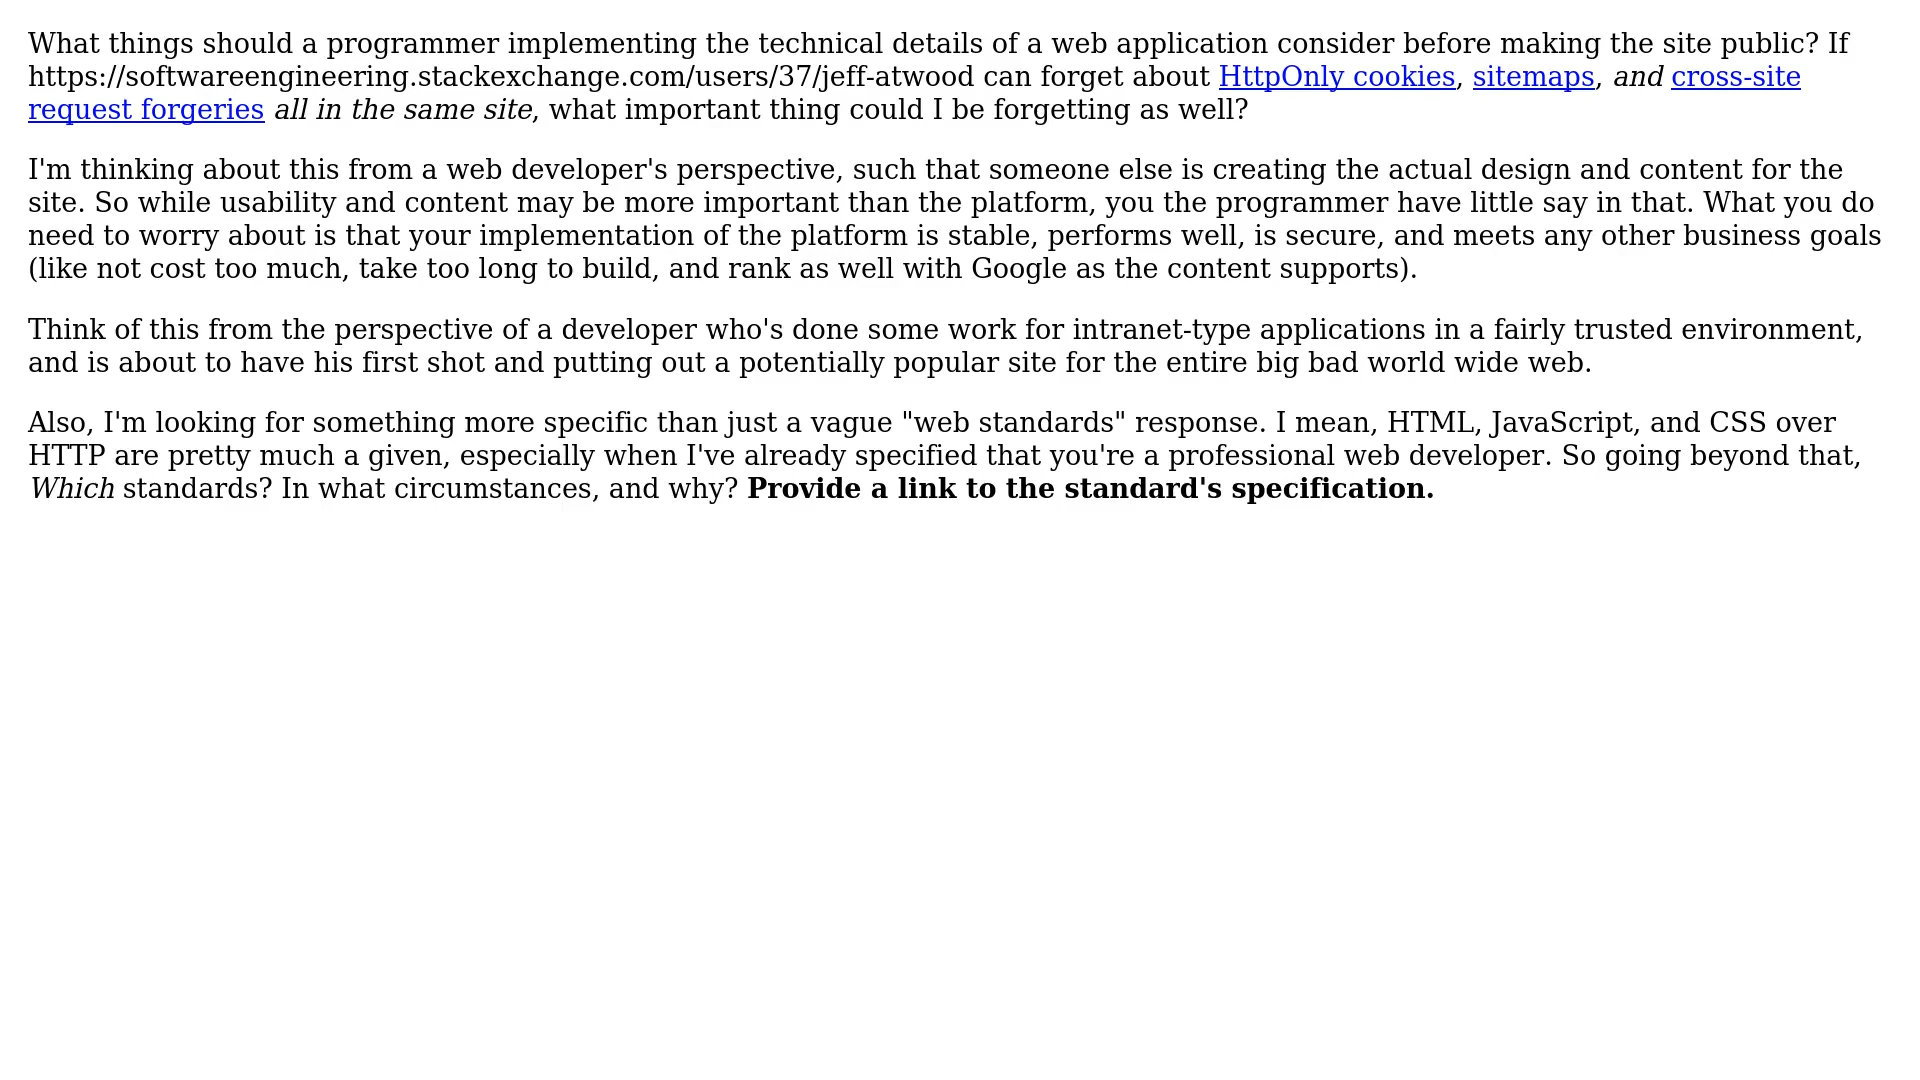 What things should a programmer implementing the technical details of a web application consider before making the site public? If
https://softwareengineering.stackexchange.com/users/37/jeff-atwood can forget about HttpOnly cookies, sitemaps, and cross-site
request forgeries all in the same site, what important thing could I be forgetting as well?
I'm thinking about this from a web developer's perspective, such that someone else is creating the actual design and content for the
site. So while usability and content may be more important than the platform, you the programmer have little say in that. What you do
need to worry about is that your implementation of the platform is stable, performs well, is secure, and meets any other business goals
(like not cost too much, take too long to build, and rank as well with Google as the content supports).
Think of this from the perspective of a developer who's done some work for intranet-type applications in a fairly trusted environment,
and is about to have his first shot and putting out a potentially popular site for the entire big bad world wide web.
Also, I'm looking for something more specific than just a vague "web standards" response. I mean, HTML, JavaScript, and CSS over
HTTP are pretty much a given, especially when I've already specified that you're a professional web developer. So going beyond that,
Which standards? In what circumstances, and why? Provide a link to the standard's specification.